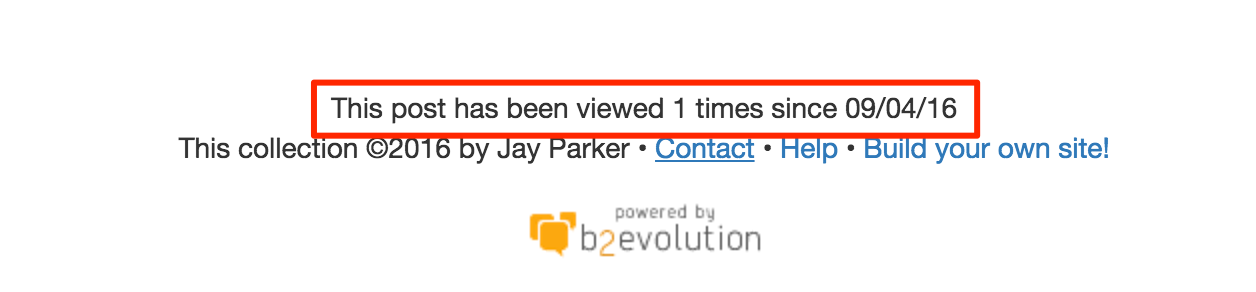 This post has been viewed 1 times since 09/04/16
This collection ©2016 by Jay Parker • Contact • Help • Build your own site!
powered by
b2evolution